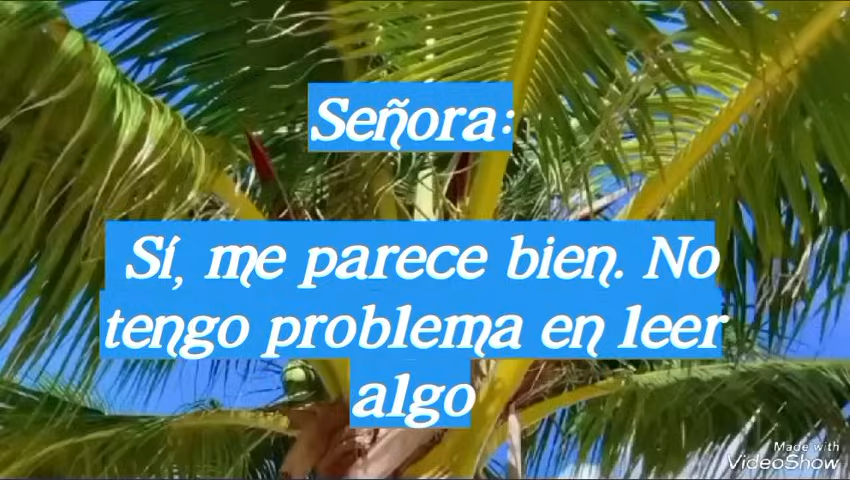 Señora:
Sí, me parece bien. No
tengo problema en leer
algo
Made with
VideoShow